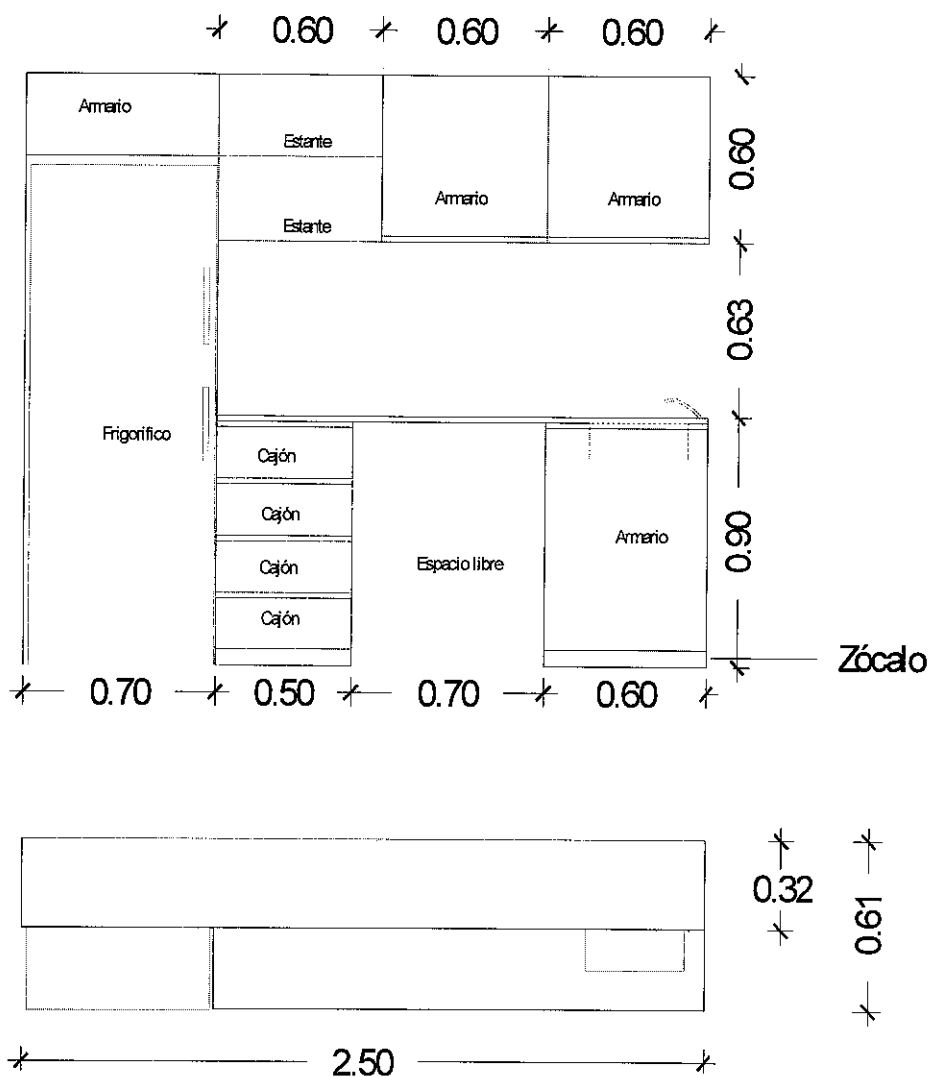 0.60 0.60 0.60
Armario
Estante
0.60
Armario
Armario
Estante
0.63
Frigorifico
Cajón
Cajón
0.90
Armario
Espacio libre
Cajón
Cajón
Zócalo
0.70 0.50 0.70 0.60
0.32
0.61
2.50